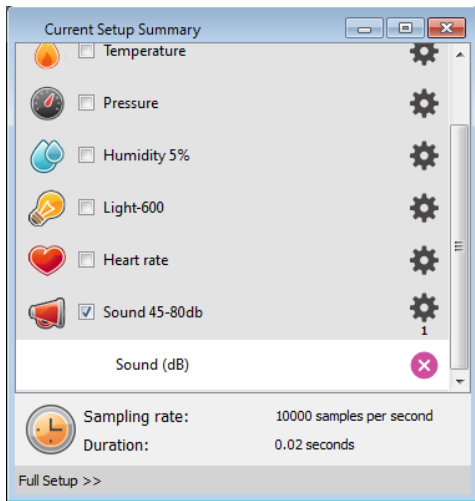 Current Setup Summary
Temperature
Pressure
Humidity 5%
Light-600
Heart rate
Sound 45-80db
1
Sound (dB)
Sampling rate: 10000 samples per second
Duration: 0.02 seconds
Full Setup >>